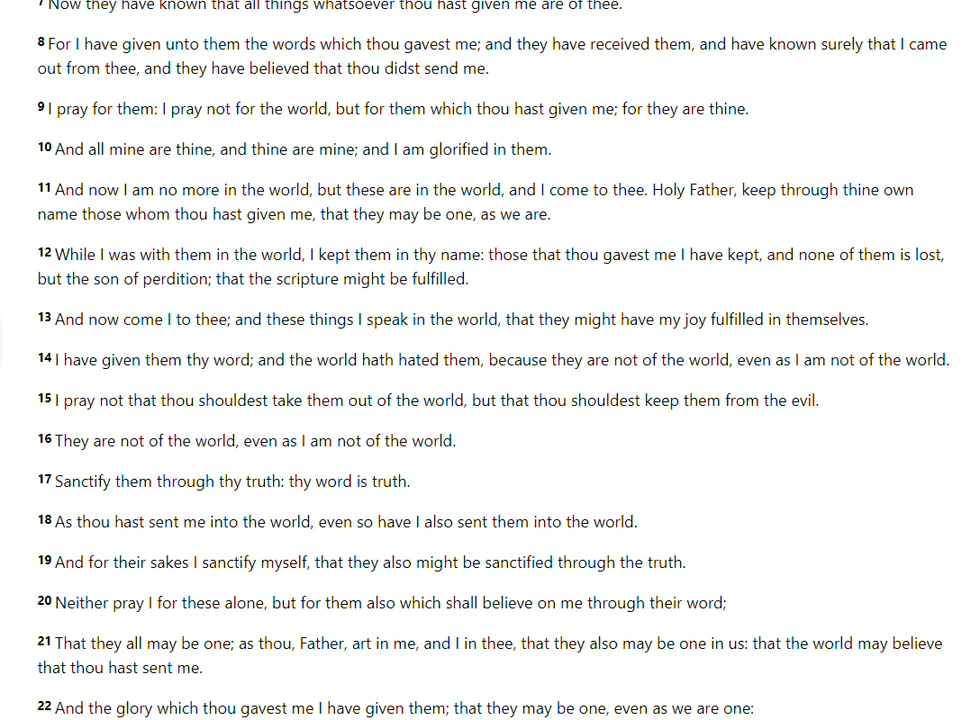 7 Now they have known that all things whatsoever thou hast given me are of thee.
8 For I have given unto them the words which thou gavest me; and they have received them, and have known surely that I came
out from thee, and they have believed that thou didst send me.
9 I pray for them: I pray not for the world, but for them which thou hast given me; for they are thine.
10 And all mine are thine, and thine are mine; and I am glorified in them.
11 And now I am no more in the world, but these are in the world, and I come to thee. Holy Father, keep through thine own
name those whom thou hast given me, that they may be one, as we are.
12 While I was with them in the world, I kept them in thy name: those that thou gavest me I have kept, and none of them is lost,
but the son of perdition; that the scripture might be fulfilled.
13 And now come I to thee; and these things I speak in the world, that they might have my joy fulfilled in themselves.
14 I have given them thy word; and the world hath hated them, because they are not of the world, even as I am not of the world.
15 I pray not that thou shouldest take them out of the world, but that thou shouldest keep them from the evil.
16 They are not of the world, even as I am not of the world.
17 Sanctify them through thy truth: thy word is truth.
18 As thou hast sent me into the world, even so have I also sent them into the world.
19 And for their sakes I sanctify myself, that they also might be sanctified through the truth.
20 Neither pray I for these alone, but for them also which shall believe on me through their word;
21 That they all may be one; as thou, Father, art in me, and I in thee, that they also may be one in us: that the world may believe
that thou hast sent me.
22 And the glory which thou gavest me I have given them; that they may be one, even as we are one: